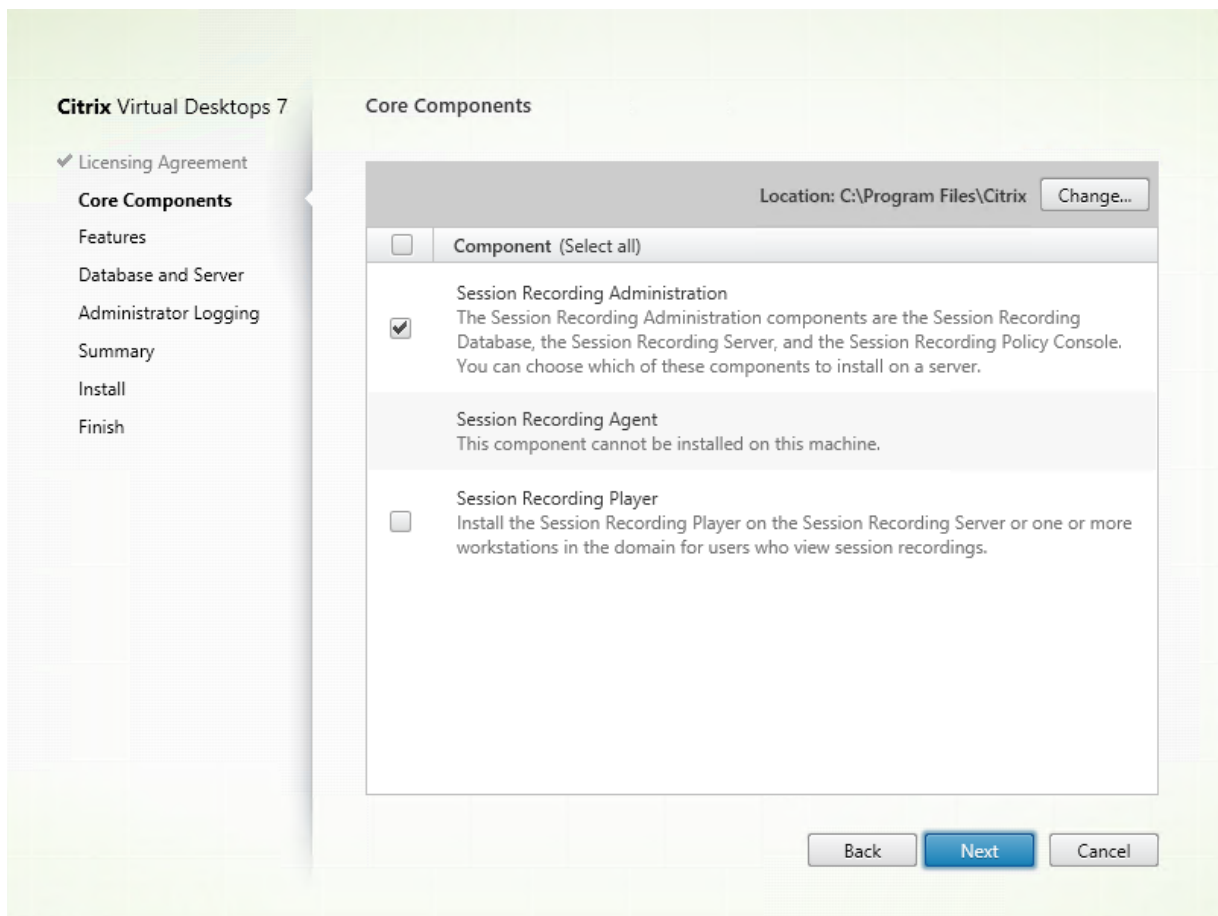 Citrix Virtual Desktops 7
Licensing Agreement
Core Components
Features
Database and Server
Administrator Logging
Summary
Install
Finish
Core Components
Location: C:\Program Files\Citrix
Change...
Component (Select all)
Session Recording Administration
The Session Recording Administration components are the Session Recording
Database, the Session Recording Server, and the Session Recording Policy Console.
You can choose which of these components to install on a server.
Session Recording Agent
This component cannot be installed on this machine.
Session Recording Player
Install the Session Recording Player on the Session Recording Server or one or more
workstations in the domain for users who view session recordings.
Back
Next
Cancel